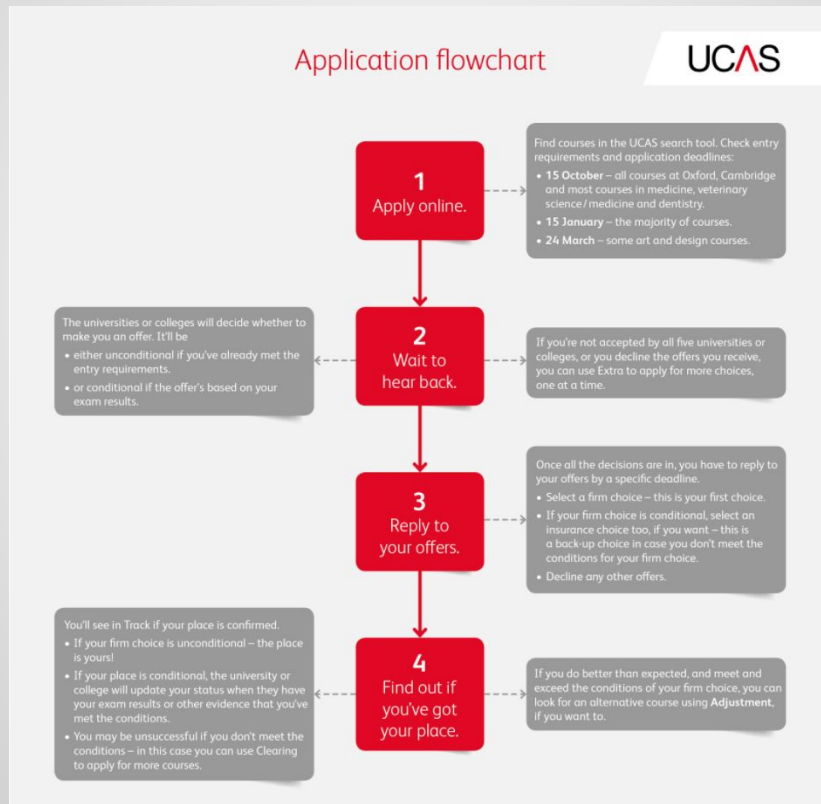 Application flowchart
UCAS
1
Apply online.
Find courses in the UCAS search tool. Check entry
requirements and application deadlines:
• 15 October – all courses at Oxford, Cambridge
and most courses in medicine, veterinary
science/medicine and dentistry.
• 15 January – the majority of courses.
• 24 March – some art and design courses.
The universities or colleges will decide whether to
make you an offer. It'll be
• either unconditional if you've already met the
entry requirements.
• or conditional if the offer's based on your
exam results.
2
Wait to
hear back.
If you're not accepted by all five universities or
colleges, or you decline the offers you receive,
you can use Extra to apply for more choices,
one at a time.
3
Reply to
your offers.
Once all the decisions are in, you have to reply to
your offers by a specific deadline.
• Select a firm choice – this is your first choice.
• If your firm choice is conditional, select an
insurance choice too, if you want – this is
a back-up choice in case you don't meet the
conditions for your firm choice.
• Decline any other offers.
You'll see in Track if your place is confirmed.
• If your firm choice is unconditional – the place
is yours!
• If your place is conditional, the university or
college will update your status when they have
your exam results or other evidence that you've
met the conditions.
• You may be unsuccessful if you don't meet the
conditions – in this case you can use Clearing
to apply for more courses.
4
Find out if
you've got
your place.
If you do better than expected, and meet and
exceed the conditions of your firm choice, you can
look for an alternative course using Adjustment,
if you want to.